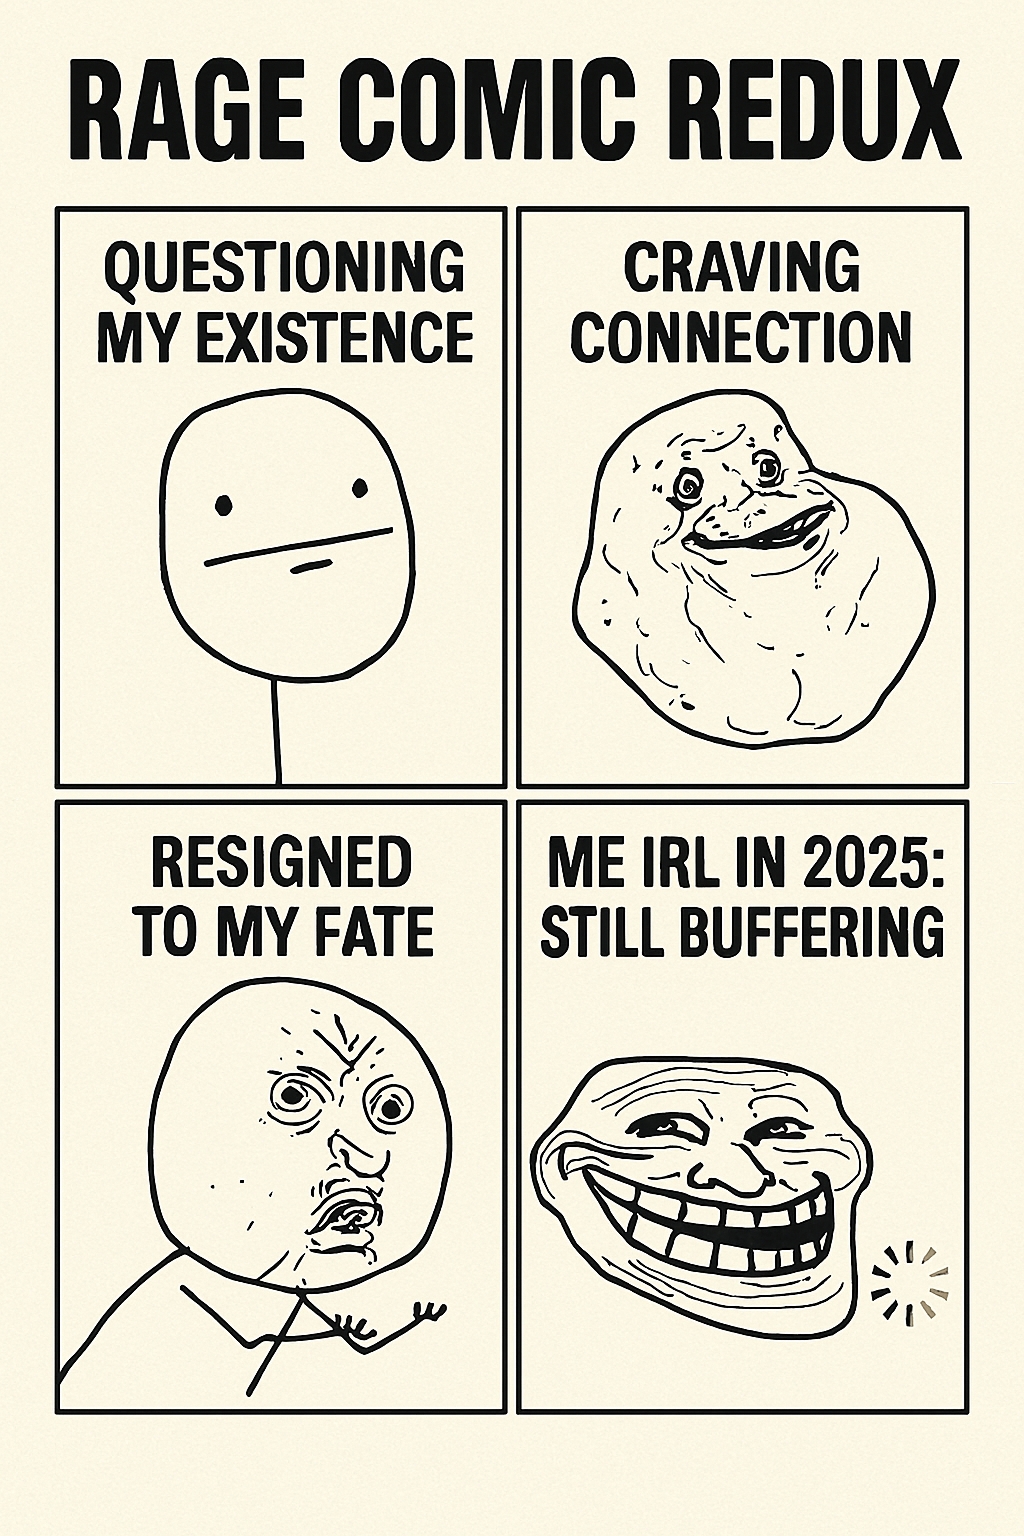 RAGE COMIC REDUX
QUESTIONING
MY EXISTENCE
CRAVING
CONNECTION
RESIGNED
TO MY FATE
ME IRL IN 2025:
STILL BUFFERING